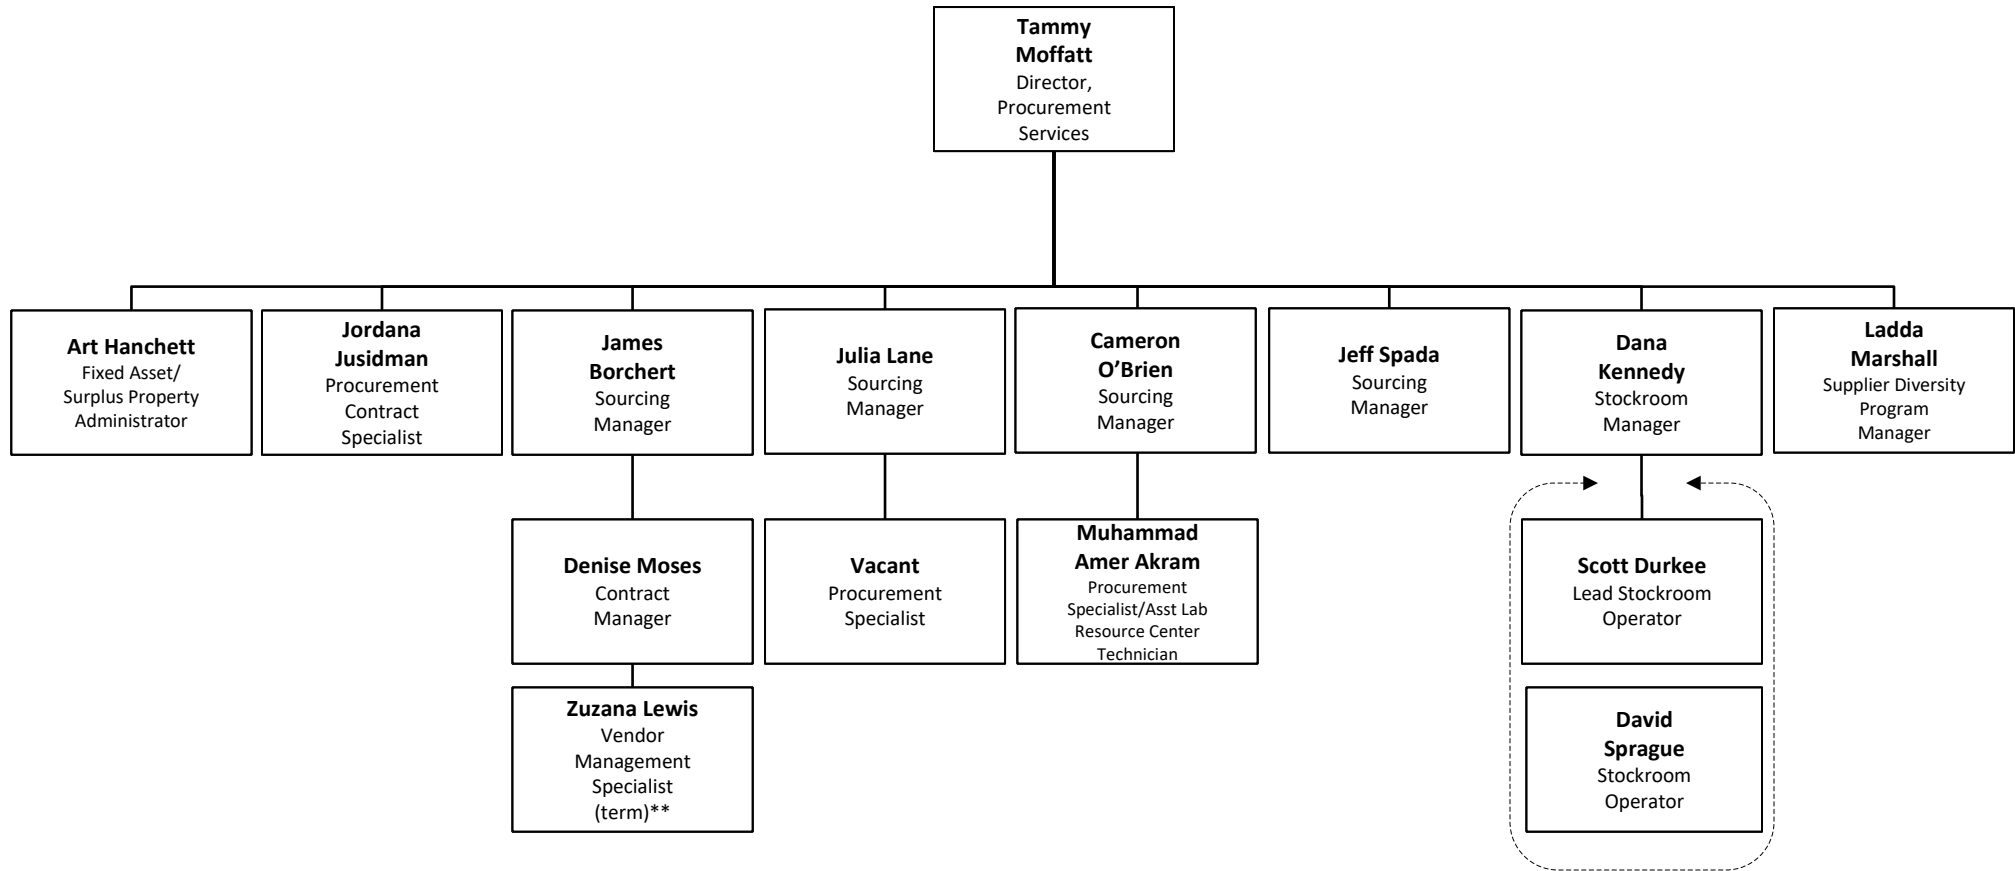 Tammy
Moffatt
Director,
Procurement
Services
Art Hanchett
Fixed Asset/
Surplus Property
Administrator
Jordana
Jusidman
Procurement
Contract
Specialist
James
Borchert
Sourcing
Manager
Julia Lane
Sourcing
Manager
Cameron
O’Brien
Sourcing
Manager
Jeff Spada
Sourcing
Manager
Dana
Kennedy
Stockroom
Manager
Ladda
Marshall
Supplier Diversity
Program
Manager
Denise Moses
Contract
Manager
Vacant
Procurement
Specialist
Muhammad
Amer Akram
Procurement
Specialist/Asst Lab
Resource Center
Technician
Scott Durkee
Lead Stockroom
Operator
Zuzana Lewis
Vendor
Management
Specialist
(term)**
David
Sprague
Stockroom
Operator